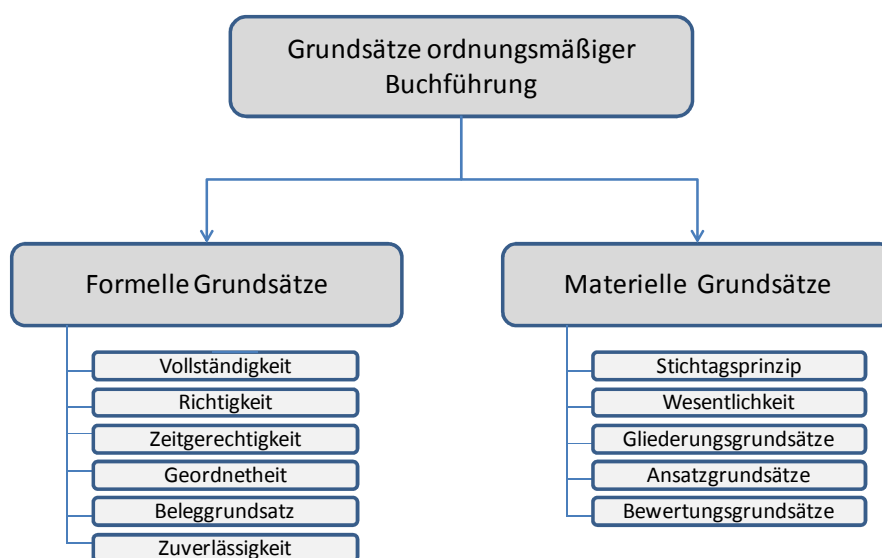 Grundsätze ordnungsmäßiger
Buchführung
Formelle Grundsätze
Vollständigkeit
Richtigkeit
Zeitgerechtigkeit
Geordnetheit
Beleggrundsatz
Zuverlässigkeit
Materielle Grundsätze
Stichtagsprinzip
Wesentlichkeit
Gliederungsgrundsätze
Ansatzgrundsätze
Bewertungsgrundsätze